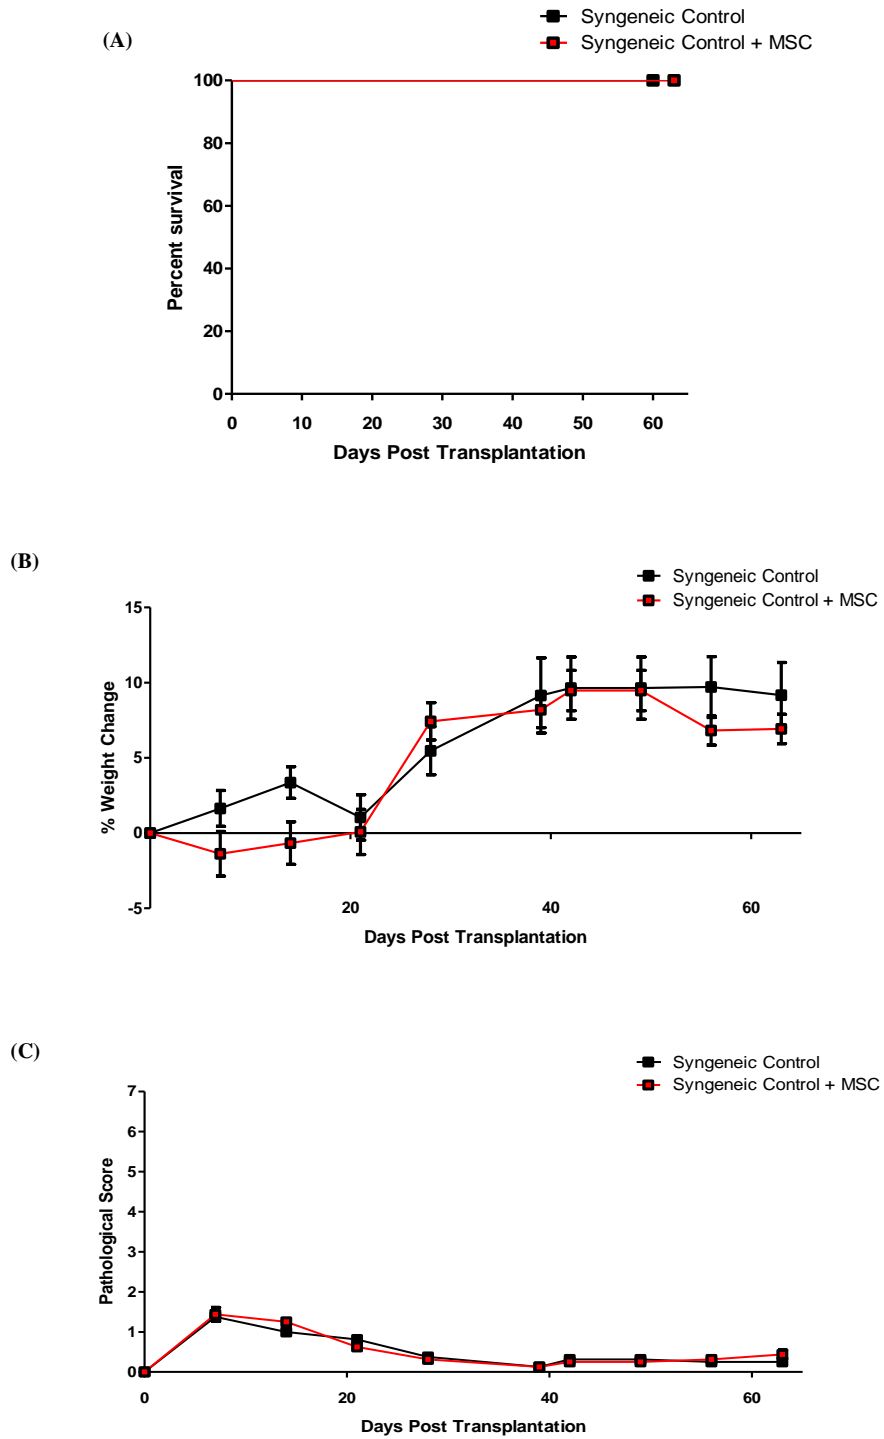 Syngeneic Control
Syngeneic Control + MSC
(A)
100
80
60
40
20
0
Percent survival
0 10 20 30 40 50 60
Days Post Transplantation
(B)
Syngeneic Control
Syngeneic Control + MSC
15
10
5
0
-5
% Weight Change
20 40 60
Days Post Transplantation
(C)
Syngeneic Control
Syngeneic Control + MSC
7
6
5
4
3
2
1
0
Pathological Score
0 20 40 60
Days Post Transplantation